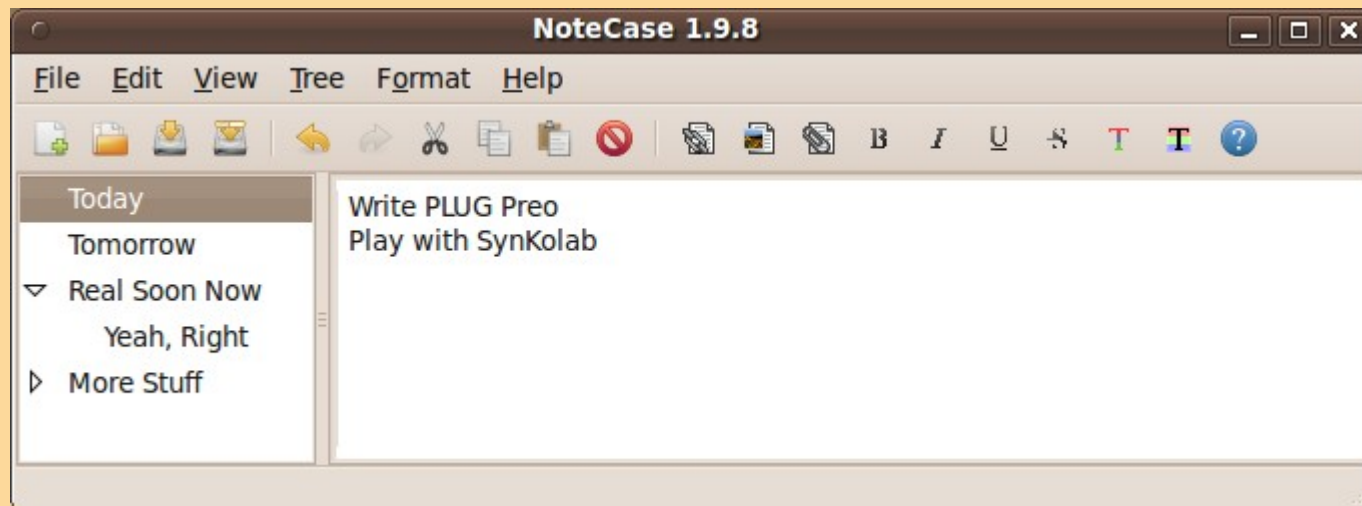 NoteCase 1.9.8
File Edit View Tree Format Help
B I U S T T ?
Today
Tomorrow
Real Soon Now
Yeah, Right
More Stuff
Write PLUG Preo
Play with SynKolab